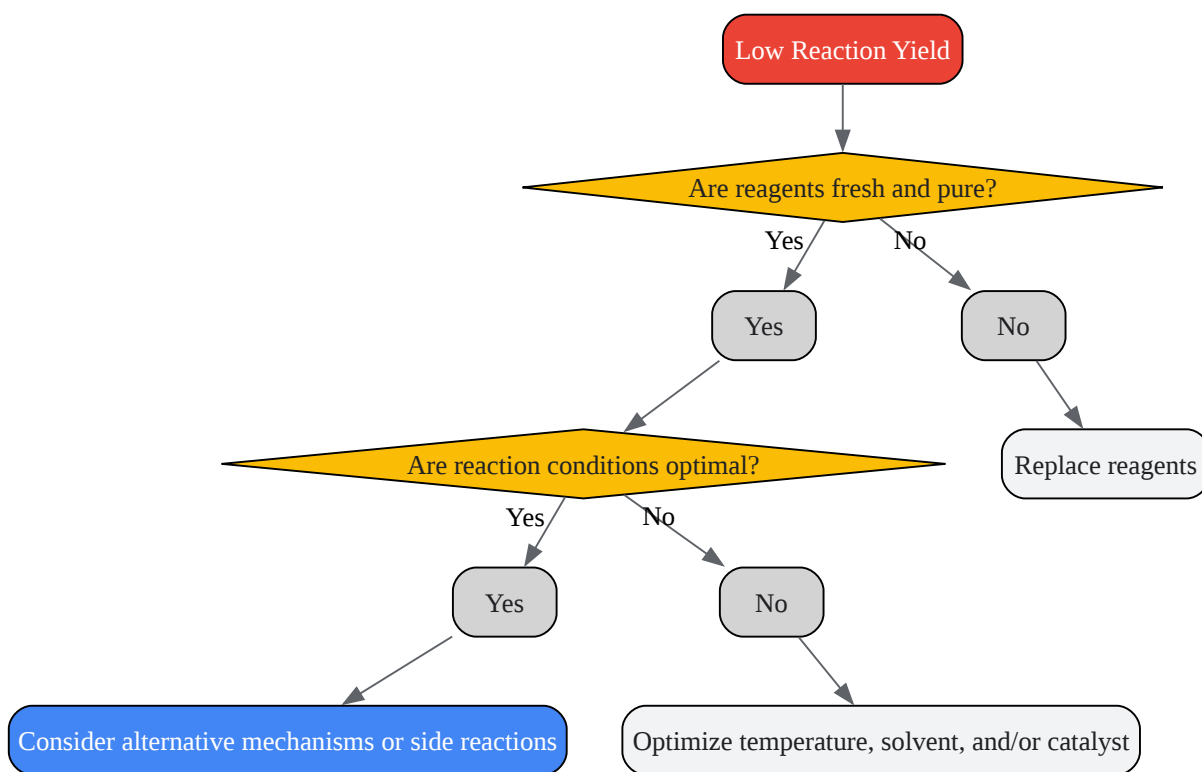 Low Reaction Yield
Are reagents fresh and pure?
Yes
No
Yes
No
Are reaction conditions optimal?
Replace reagents
Yes
No
Yes
No
Consider alternative mechanisms or side reactions
Optimize temperature, solvent, and/or catalyst